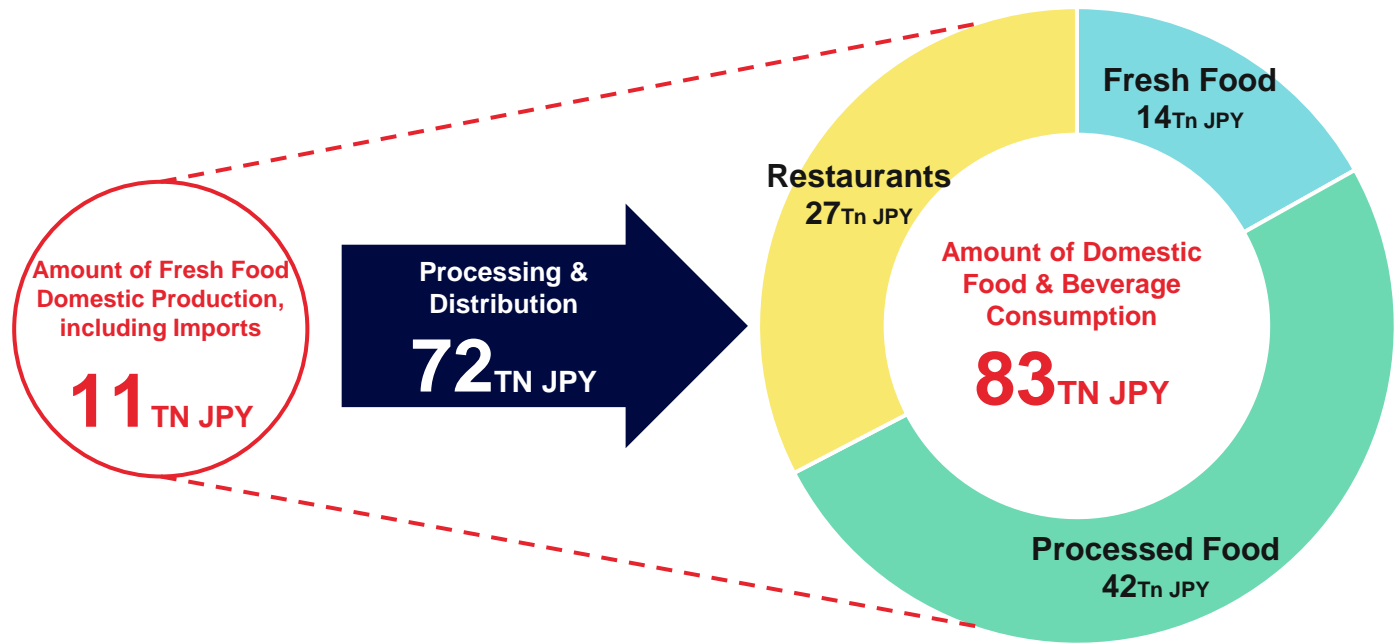 Amount of Fresh Food
Domestic Production,
including Imports
11TN JPY
Processing &
Distribution
72TN JPY
Restaurants
27Tn JPY
Fresh Food
14Tn JPY
Amount of Domestic
Food & Beverage
Consumption
83TN JPY
Processed Food
42Tn JPY